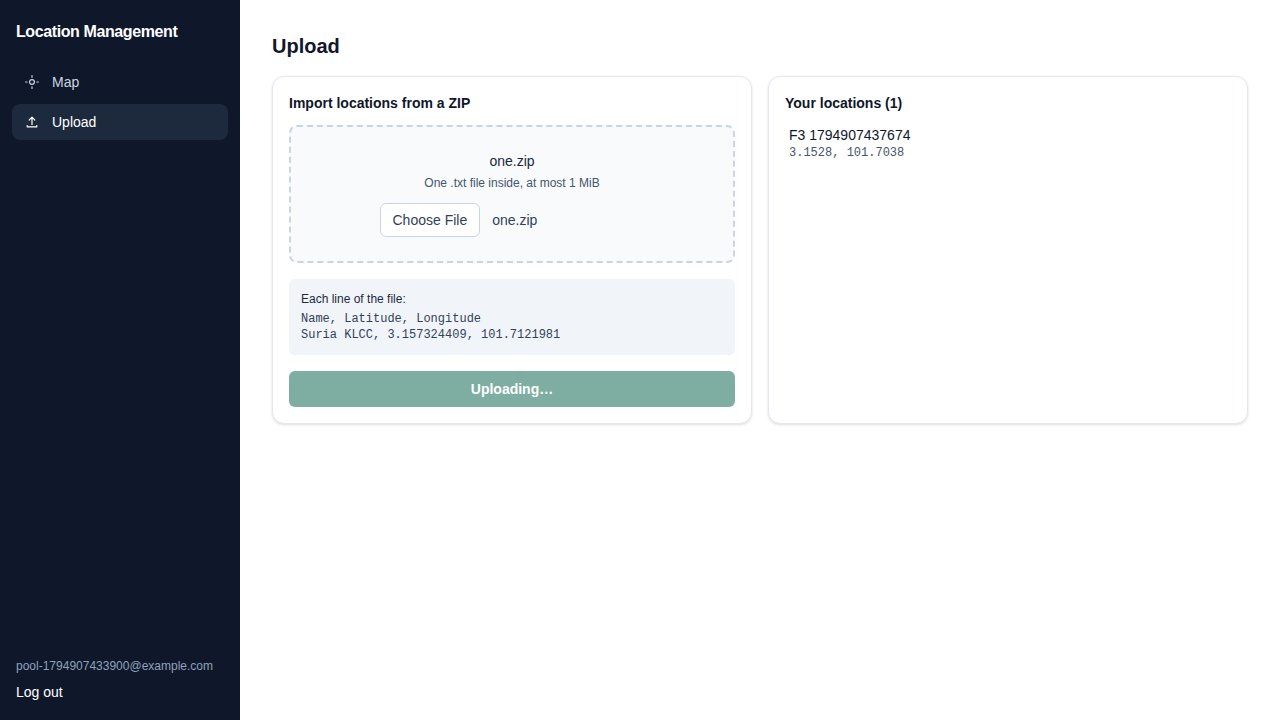 Location Management
Map
Upload
pool-1794907433900@example.com
Log out
Upload
Import locations from a ZIP
one.zip
One .txt file inside, at most 1 MiB
Choose File one.zip
Each line of the file:
Name, Latitude, Longitude
Suria KLCC, 3.157324409, 101.7121981
Uploading…
Your locations (1)
F3 1794907437674
3.1528, 101.7038